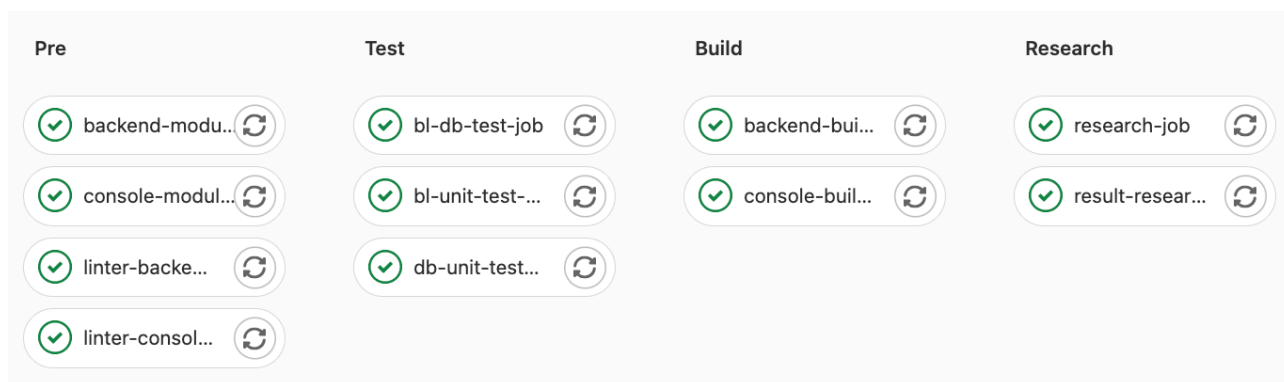 Pre
backend-modu...
console-modul...
linter-backe...
linter-consol...
Test
bl-db-test-job
bl-unit-test-...
db-unit-test...
Build
backend-bui...
console-buil...
Research
research-job
result-resear...